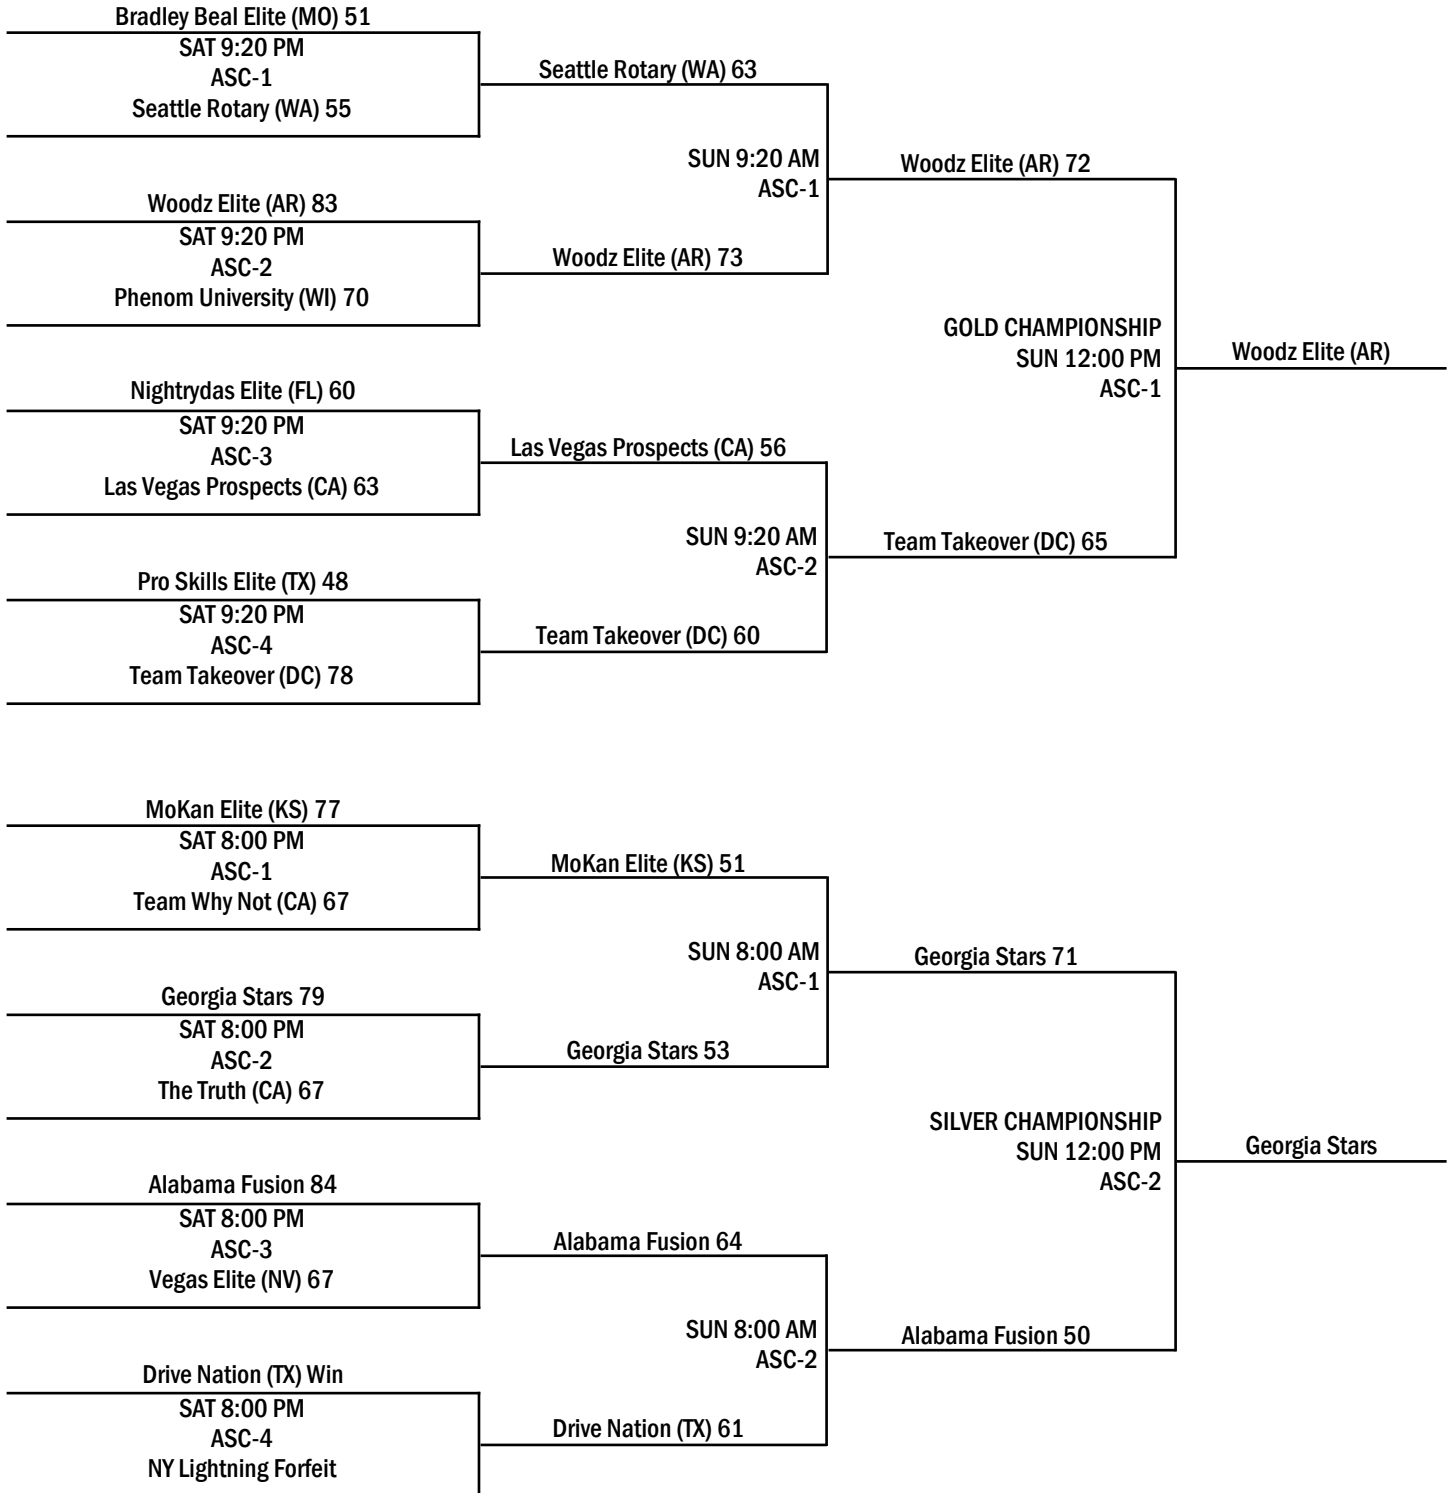 Bradley Beal Elite (MO) 51
SAT 9:20 PM
ASC-1
Seattle Rotary (WA) 55
Woodz Elite (AR) 83
SAT 9:20 PM
ASC-2
Phenom University (WI) 70
Nightrydas Elite (FL) 60
SAT 9:20 PM
ASC-3
Las Vegas Prospects (CA) 63
Pro Skills Elite (TX) 48
SAT 9:20 PM
ASC-4
Team Takeover (DC) 78
Seattle Rotary (WA) 63
SUN 9:20 AM
ASC-1
Woodz Elite (AR) 73
Las Vegas Prospects (CA) 56
SUN 9:20 AM
ASC-2
Team Takeover (DC) 60
Woodz Elite (AR) 72
GOLD CHAMPIONSHIP
SUN 12:00 PM
ASC-1
Team Takeover (DC) 65
Woodz Elite (AR)
MoKan Elite (KS) 77
SAT 8:00 PM
ASC-1
Team Why Not (CA) 67
Georgia Stars 79
SAT 8:00 PM
ASC-2
The Truth (CA) 67
Alabama Fusion 84
SAT 8:00 PM
ASC-3
Vegas Elite (NV) 67
Drive Nation (TX) Win
SAT 8:00 PM
ASC-4
NY Lightning Forfeit
MoKan Elite (KS) 51
SUN 8:00 AM
ASC-1
Georgia Stars 53
Alabama Fusion 64
SUN 8:00 AM
ASC-2
Drive Nation (TX) 61
Georgia Stars 71
SILVER CHAMPIONSHIP
SUN 12:00 PM
ASC-2
Alabama Fusion 50
Georgia Stars